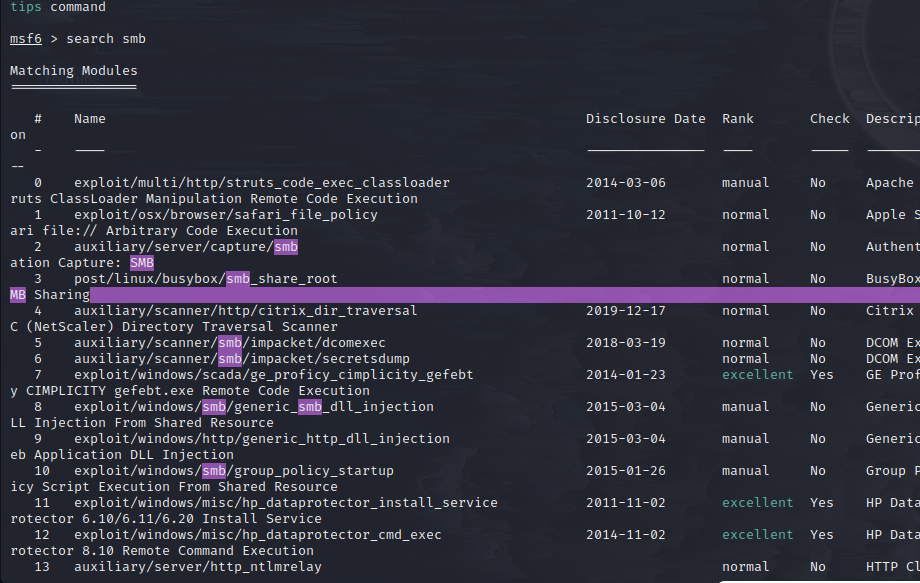 tips command
msf6 > search smb
Matching Modules
================
# Name Disclosure Date Rank Check Descrip
on
- ---- --------------- ---- ----- -------
--
0 exploit/multi/http/struts_code_exec_classloader 2014-03-06 manual No Apache
ruts ClassLoader Manipulation Remote Code Execution
1 exploit/osx/browser/safari_file_policy 2011-10-12 normal No Apple S
ari file:// Arbitrary Code Execution
2 auxiliary/server/capture/smb normal No Authent
ation Capture: SMB
3 post/linux/busybox/smb_share_root normal No BusyBox
MB Sharing
4 auxiliary/scanner/http/citrix_dir_traversal 2019-12-17 normal No Citrix
C (NetScaler) Directory Traversal Scanner
5 auxiliary/scanner/smb/impacket/dcomexec 2018-03-19 normal No DCOM Ex
6 auxiliary/scanner/smb/impacket/secretsdump normal No DCOM Ex
7 exploit/windows/scada/ge_proficy_cimplicity_gefebt 2014-01-23 excellent Yes GE Prof
y CIMPLICITY gefebt.exe Remote Code Execution
8 exploit/windows/smb/generic_smb_dll_injection 2015-03-04 manual No Generic
LL Injection From Shared Resource
9 exploit/windows/http/generic_http_dll_injection 2015-03-04 manual No Generic
eb Application DLL Injection
10 exploit/windows/smb/group_policy_startup 2015-01-26 manual No Group P
icy Script Execution From Shared Resource
11 exploit/windows/misc/hp_dataprotector_install_service 2011-11-02 excellent Yes HP Data
rotector 6.10/6.11/6.20 Install Service
12 exploit/windows/misc/hp_dataprotector_cmd_exec 2014-11-02 excellent Yes HP Data
rotector 8.10 Remote Command Execution
13 auxiliary/server/http_ntlmrelay normal No HTTP Cl